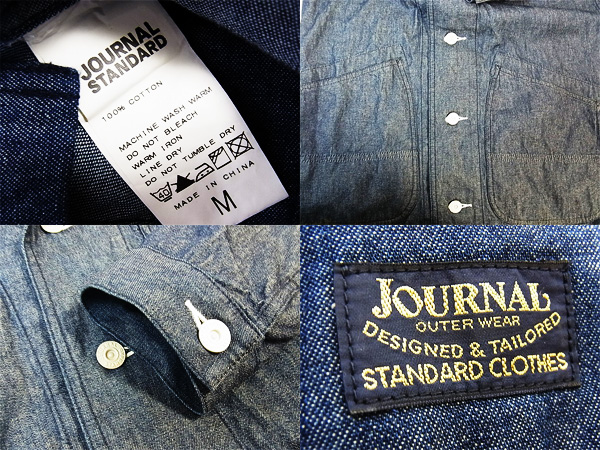 JOURNAL
STANDARD
100% COTTON
MACHINE WASH WARM
DO NOT BLEACH
WARM IRON
LINE DRY
DO NOT TUMBLE DRY
40
MADE IN CHINA
M
JOURNAL
OUTER WEAR
DESIGNED & TAILORED
STANDARD CLOTHES